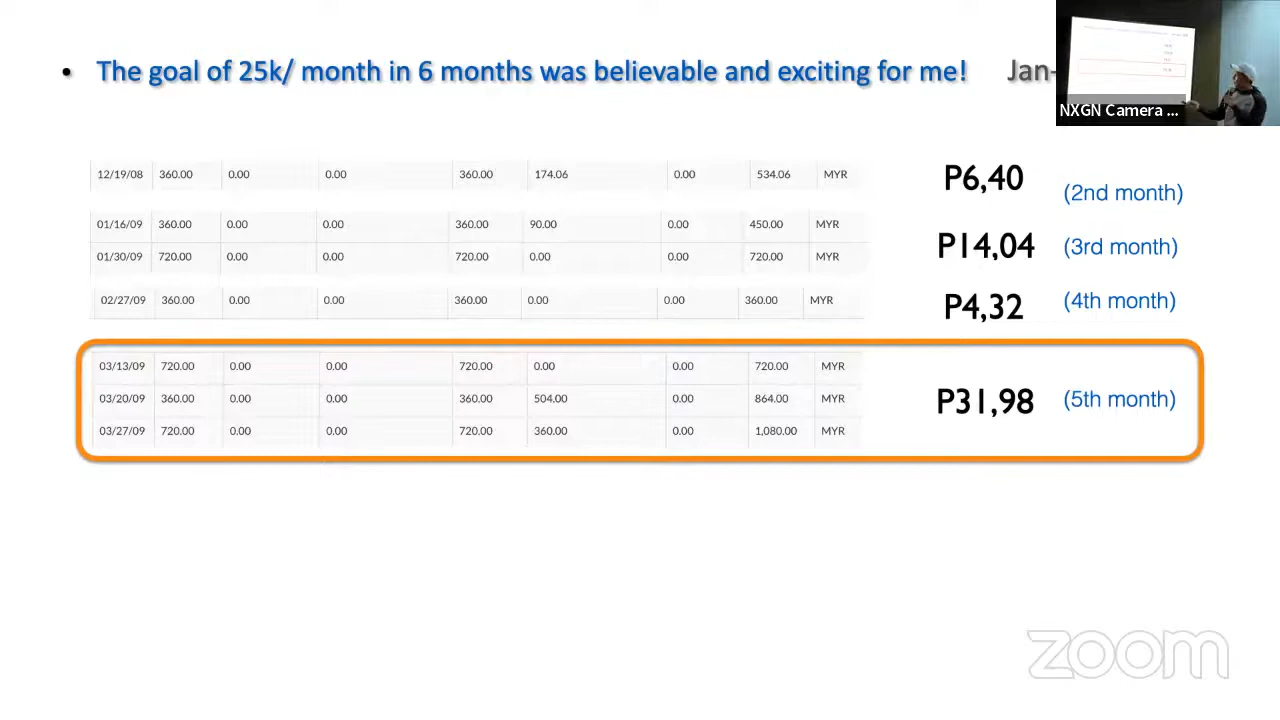 • The goal of 25k/ month in 6 months was believable and exciting for me! Jan-
NXGN Camera ...
12/19/08 360.00 0.00 0.00 360.00 174.06 0.00 534.06 MYR P6,40 (2nd month)
01/16/09 360.00 0.00 0.00 360.00 90.00 0.00 450.00 MYR
P14,04 (3rd month)
01/30/09 720.00 0.00 0.00 720.00 0.00 0.00 720.00 MYR
02/27/09 360.00 0.00 0.00 360.00 0.00 0.00 360.00 MYR P4,32 (4th month)
03/13/09 720.00 0.00 0.00 720.00 0.00 0.00 720.00 MYR
03/20/09 360.00 0.00 0.00 360.00 504.00 0.00 864.00 MYR P31,98 (5th month)
03/27/09 720.00 0.00 0.00 720.00 360.00 0.00 1,080.00 MYR
zoom